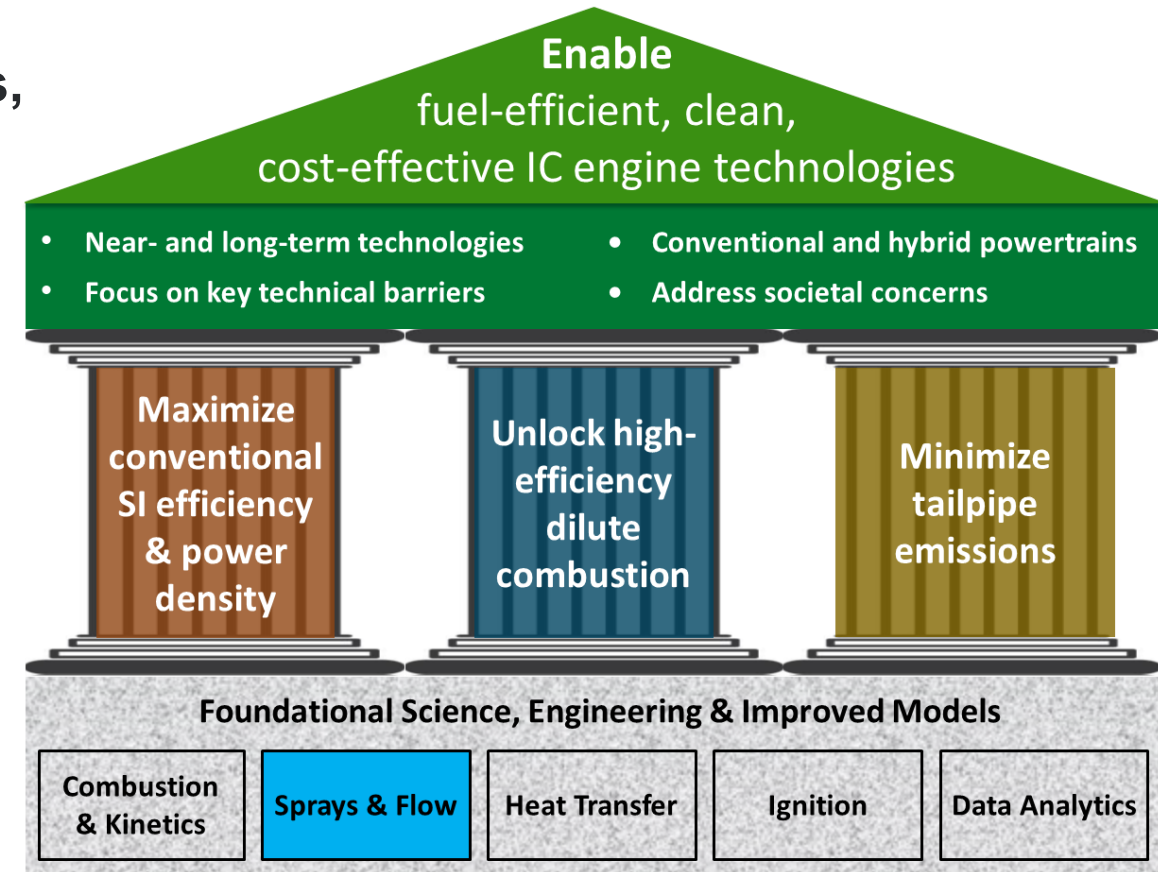 s,
Enable
fuel-efficient, clean,
cost-effective IC engine technologies
• Near- and long-term technologies
• Focus on key technical barriers
• Conventional and hybrid powertrains
• Address societal concerns
Maximize
conventional
SI efficiency
& power
density
Unlock high-
efficiency
dilute
combustion
Minimize
tailpipe
emissions
Foundational Science, Engineering & Improved Models
Combustion
& Kinetics
Sprays & Flow
Heat Transfer
Ignition
Data Analytics